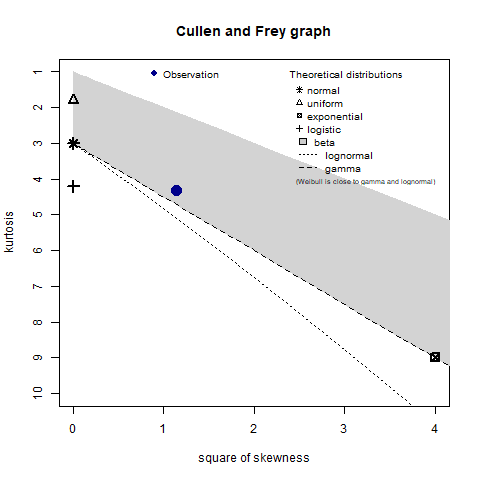 Cullen and Frey graph
Observation
Theoretical distributions
normal
uniform
exponential
logistic
beta
lognormal
gamma
(Weibull is close to gamma and lognormal)
kurtosis
1
2
3
4
5
6
7
8
9
10
0
1
2
3
4
square of skewness